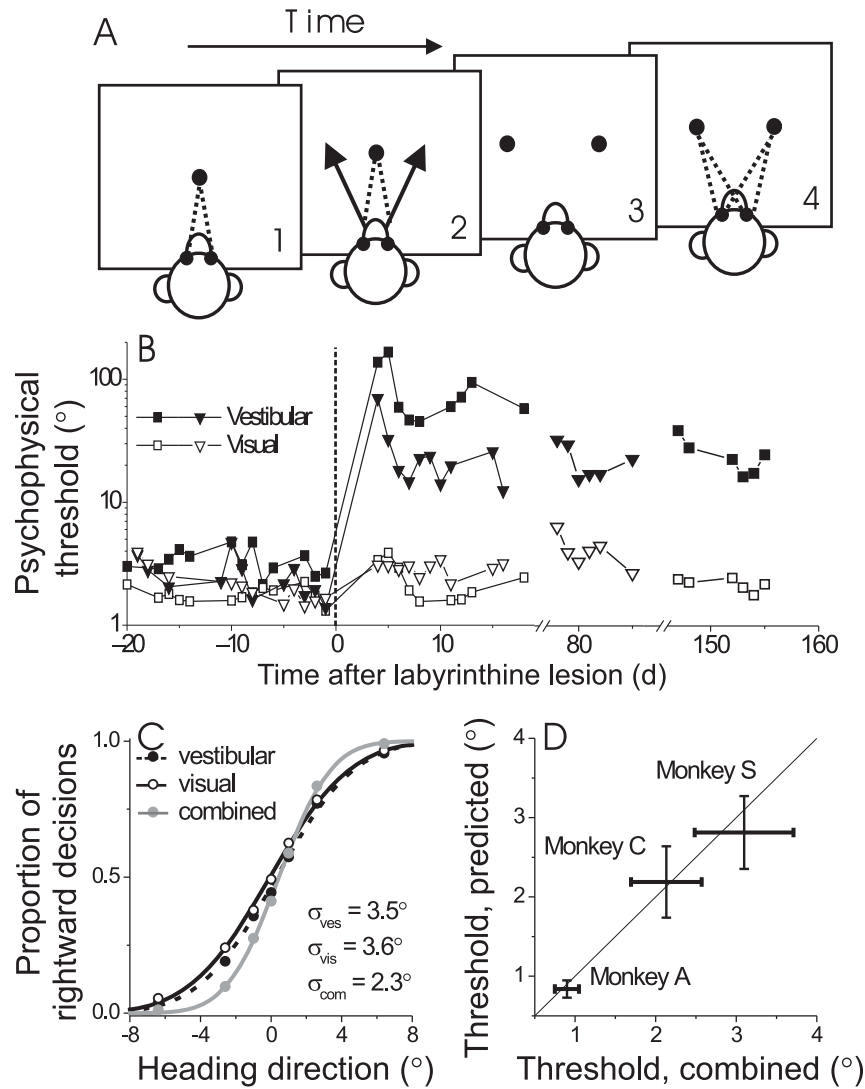 A
Time
1
2
3
4
B
Psychophysical
threshold (°)
100
10
1
Vestibular
Visual
–20
–10
0
10
80
150
160
Time after labyrinthine lesion (d)
C
Proportion of
rightward decisions
1.0
0.5
0.0
vestibular
visual
combined
σves = 3.5°
σvis = 3.6°
σcom = 2.3°
-8
-4
0
4
8
Heading direction (°)
D
Threshold, predicted (°)
4
3
2
1
Monkey S
Monkey C
Monkey A
1
2
3
4
Threshold, combined (°)